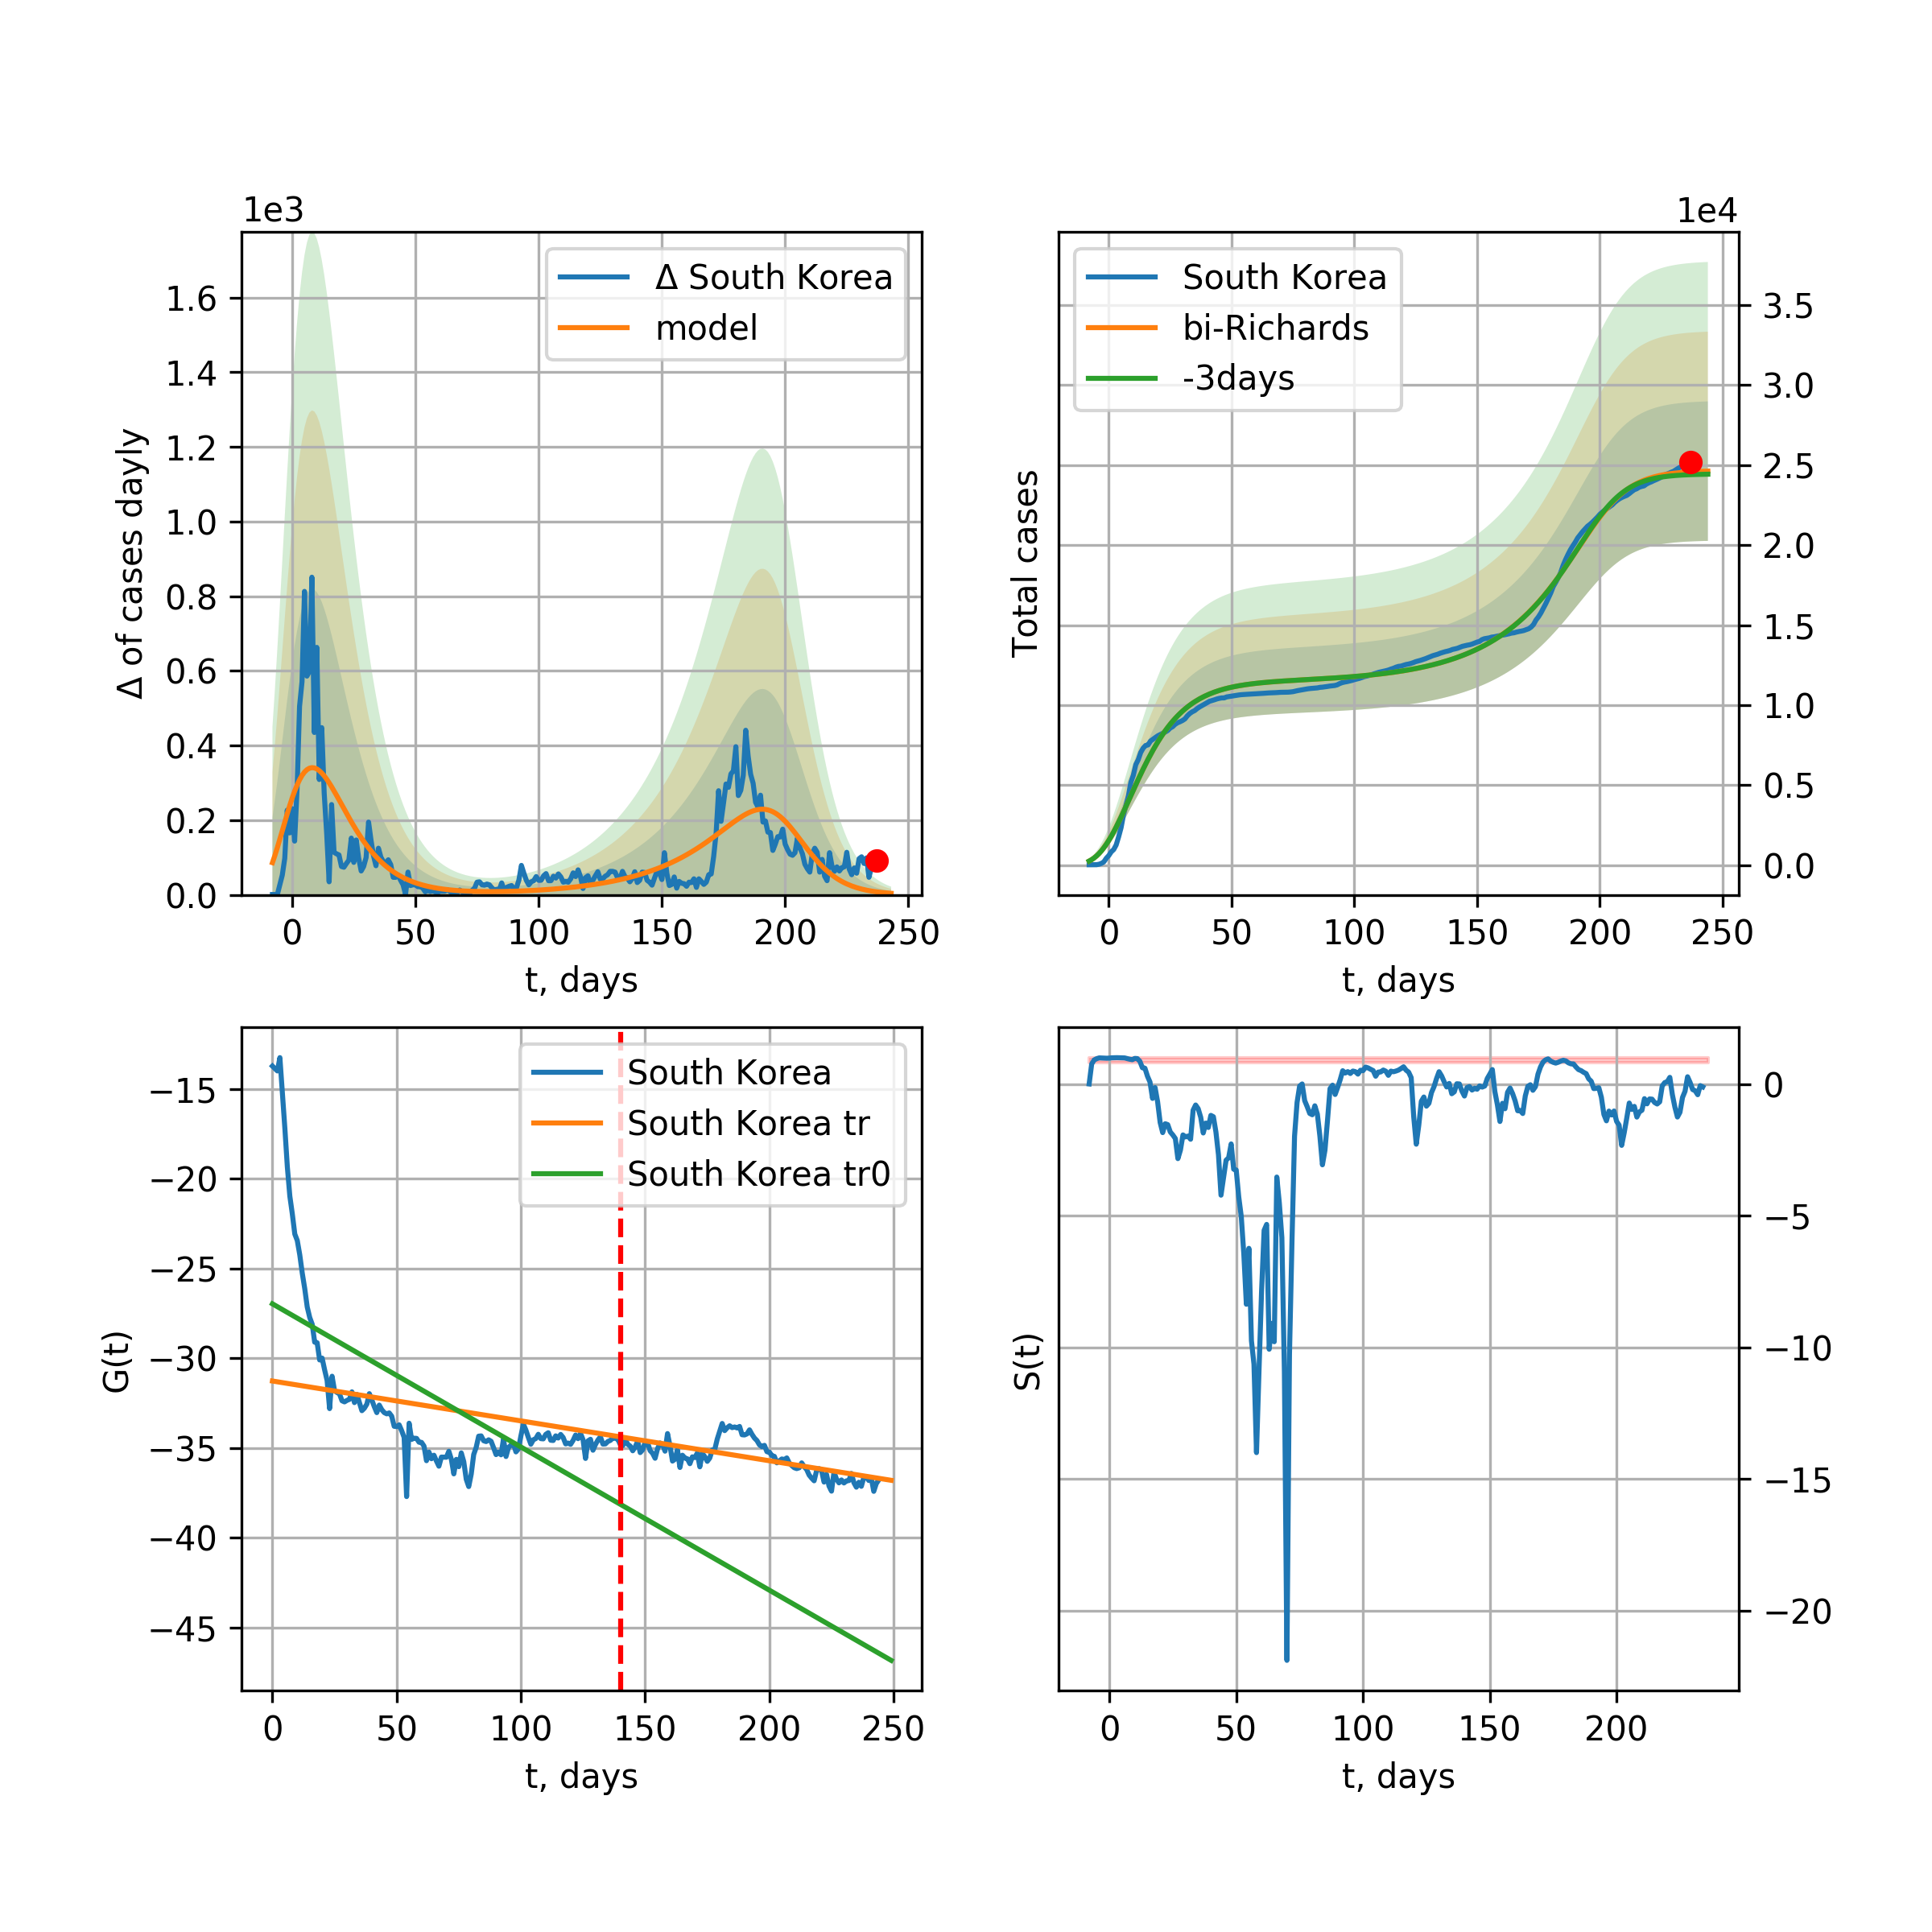 1e3
Δ South Korea
model
1.6
1.4
1.2
1.0
0.8
0.6
0.4
0.2
0.0
Δ of cases dayly
0 50 100 150 200 250
t, days
1e4
South Korea
bi-Richards
-3days
3.5
3.0
2.5
2.0
1.5
1.0
0.5
0.0
Total cases
0 50 100 150 200 250
t, days
South Korea
South Korea tr
South Korea tr0
−15
−20
−25
−30
−35
−40
−45
G(t)
0 50 100 150 200 250
t, days
0
−5
−10
−15
−20
S(t)
0 50 100 150 200
t, days